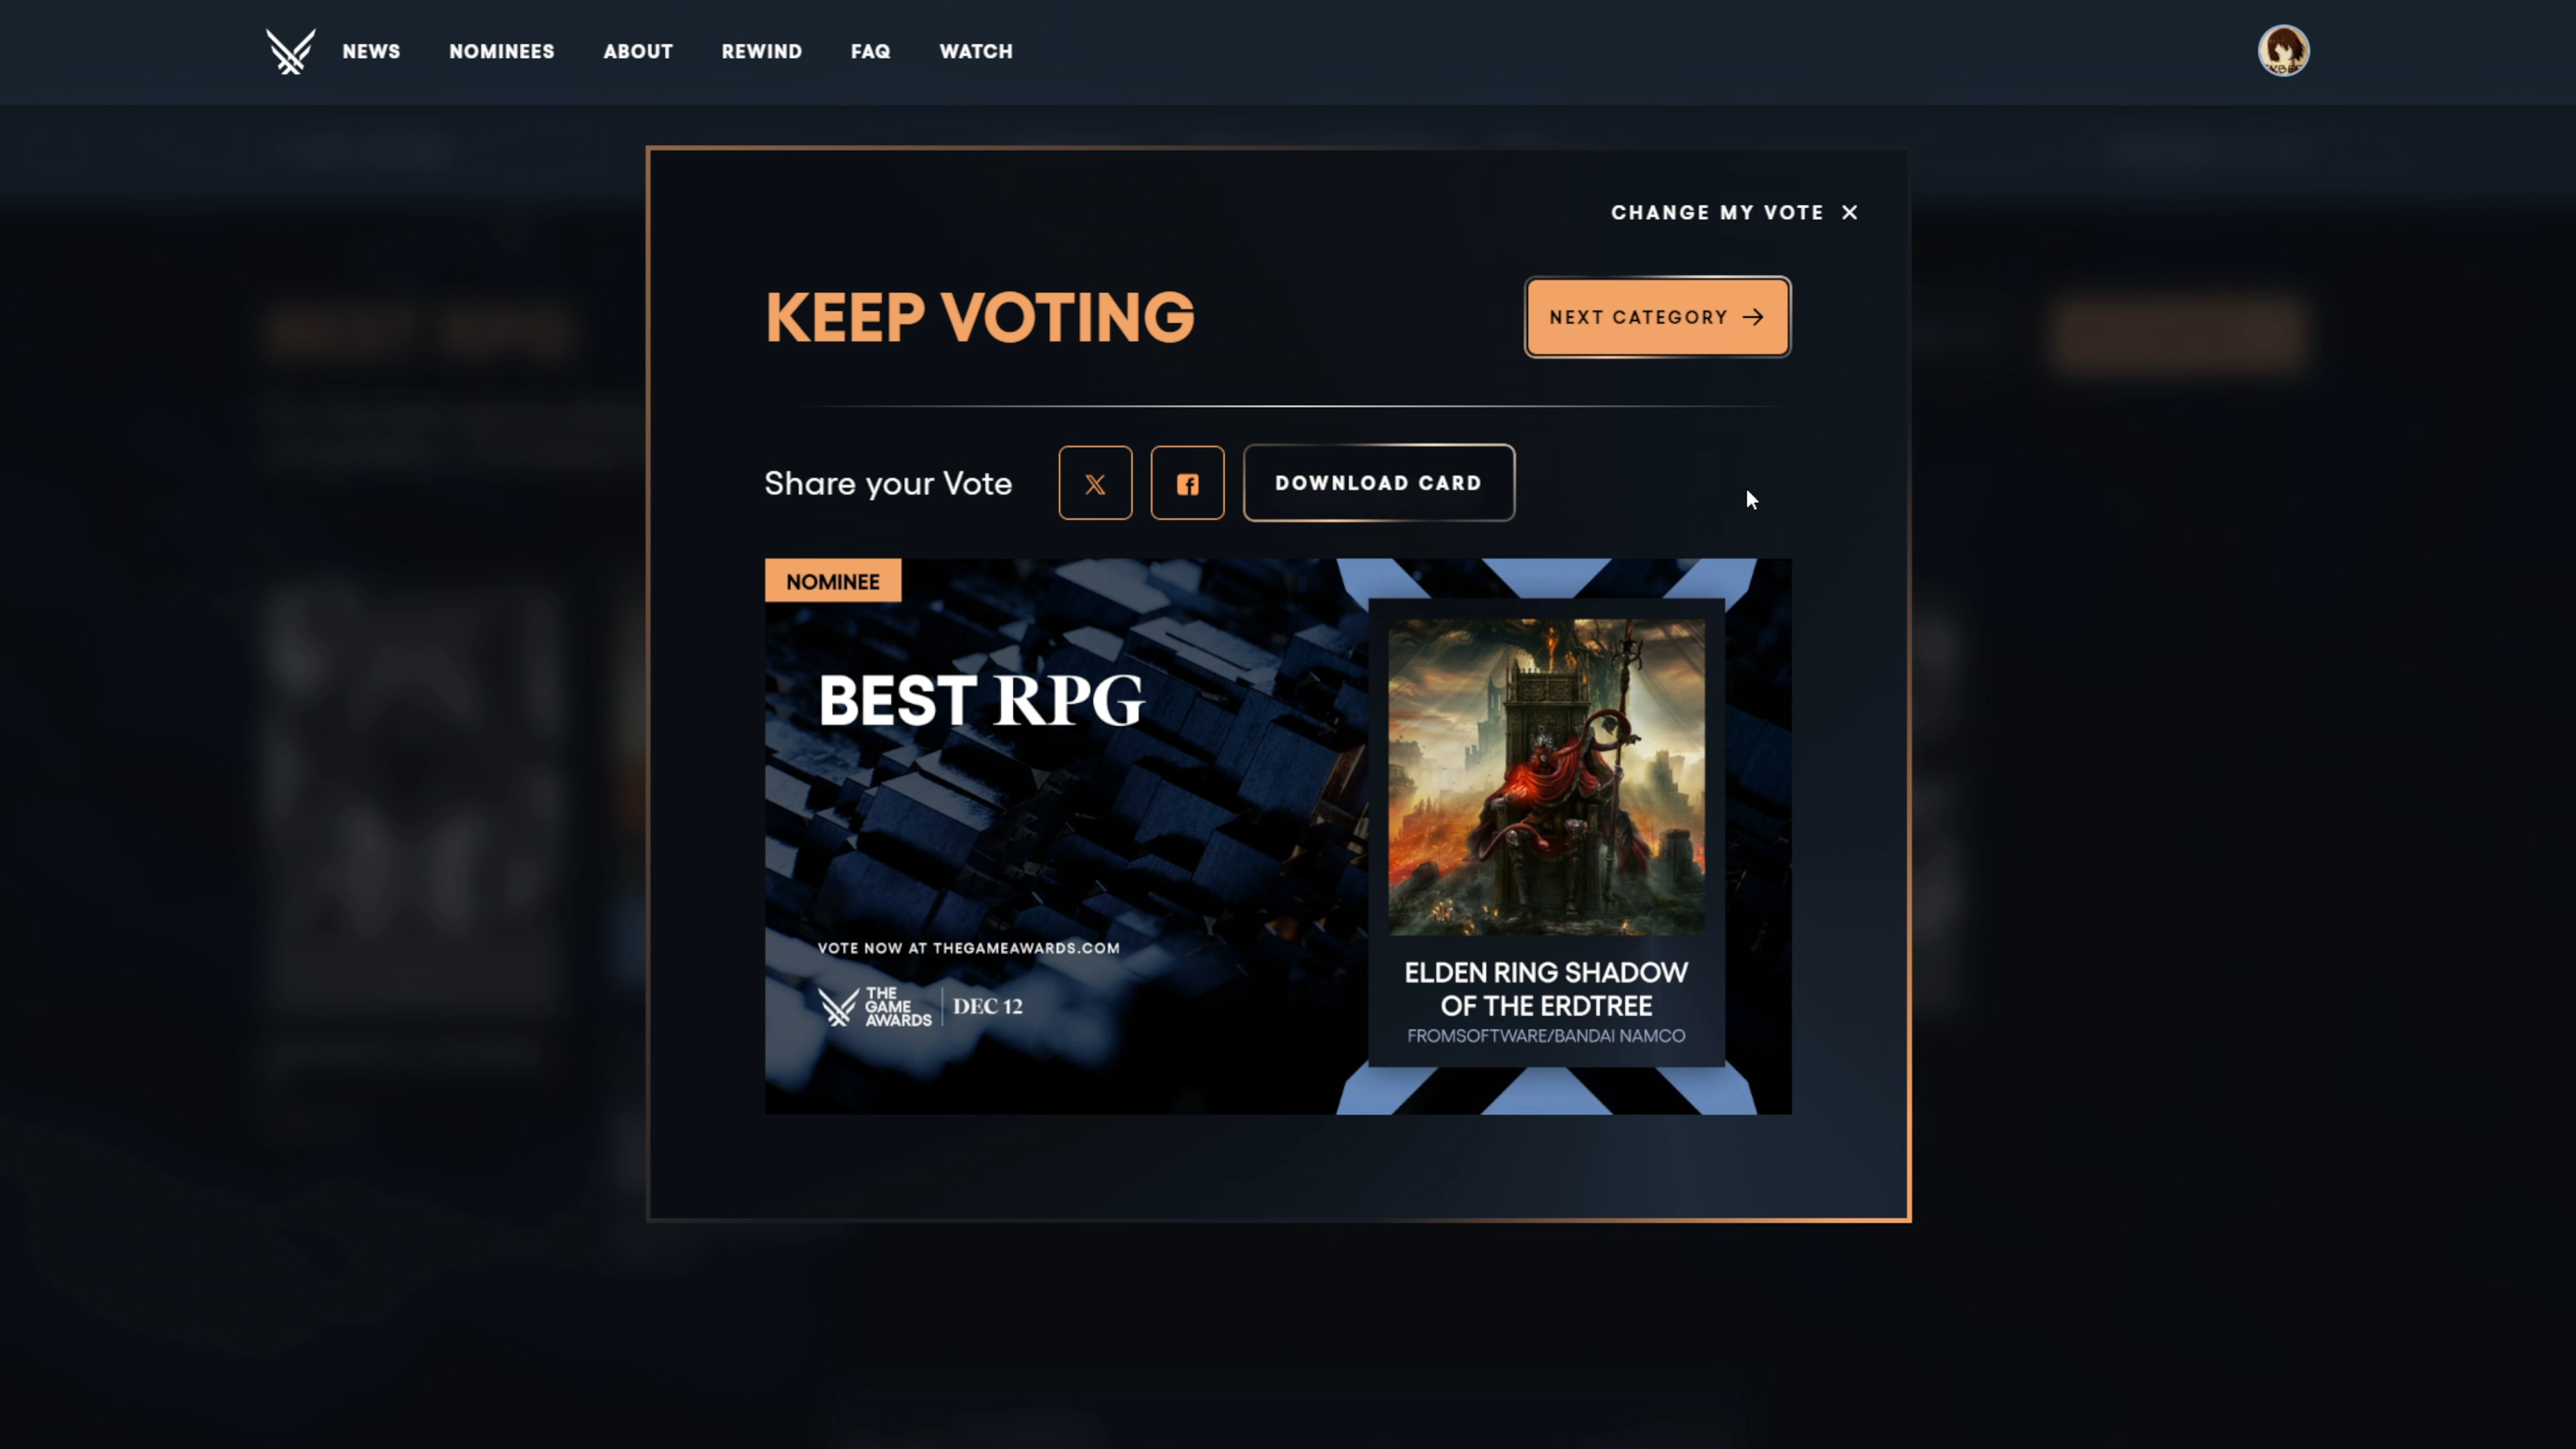 NEWS NOMINEES ABOUT REWIND FAQ WATCH
CHANGE MY VOTE
KEEP VOTING
NEXT CATEGORY
Share your Vote
DOWNLOAD CARD
NOMINEE
BEST RPG
VOTE NOW AT THEGAMEAWARDS.COM
THE
GAME
AWARDS
DEC 12
ELDEN RING SHADOW
OF THE ERDTREE
FROMSOFTWARE/BANDAI NAMCO